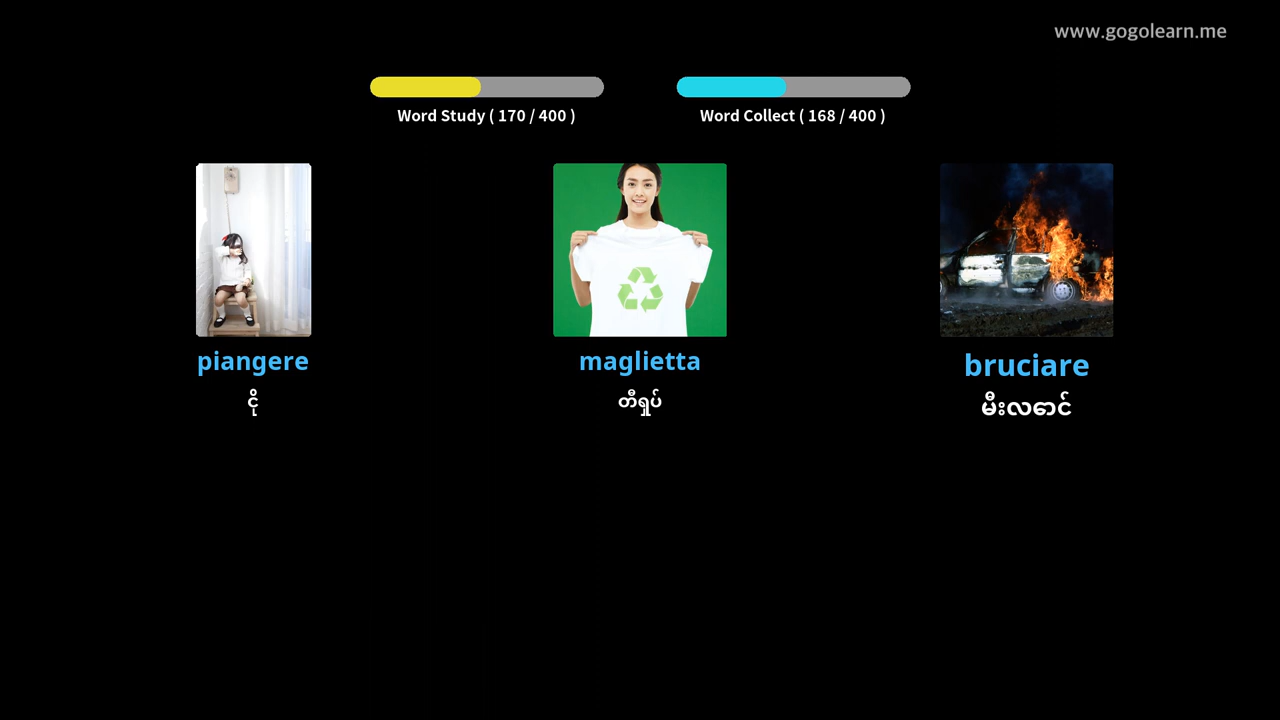 www.gogolearn.me
Word Study ( 170 / 400 )
Word Collect ( 168 / 400 )
piangere
maglietta
bruciare
ငို
တီရှပ်
မီးလောင်